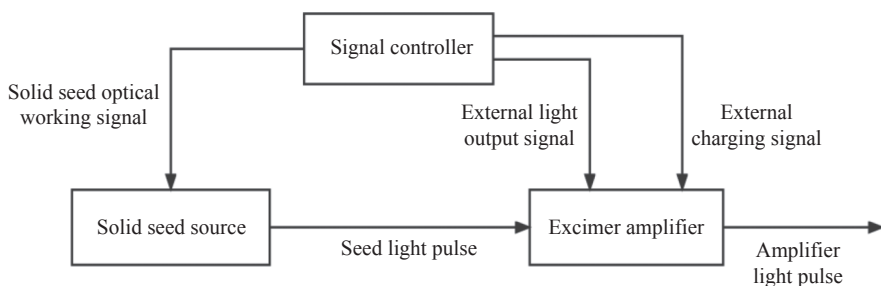 Signal controller
Solid seed optical
working signal
External light
output signal
External
charging signal
Solid seed source
Seed light pulse
Excimer amplifier
Amplifier
light pulse